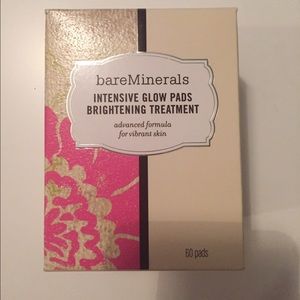 bareMinerals
INTENSIVE GLOW PADS
BRIGHTENING TREATMENT
advanced formula
for vibrant skin
60 pads